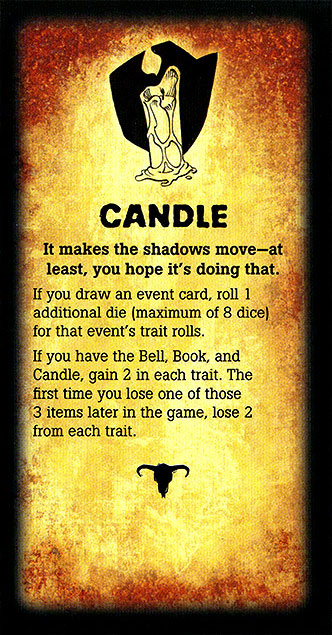 CANDLE
It makes the shadows move—at
least, you hope it's doing that.
If you draw an event card, roll 1
additional die (maximum of 8 dice)
for that event's trait rolls.
If you have the Bell, Book, and
Candle, gain 2 in each trait. The
first time you lose one of those
3 items later in the game, lose 2
from each trait.